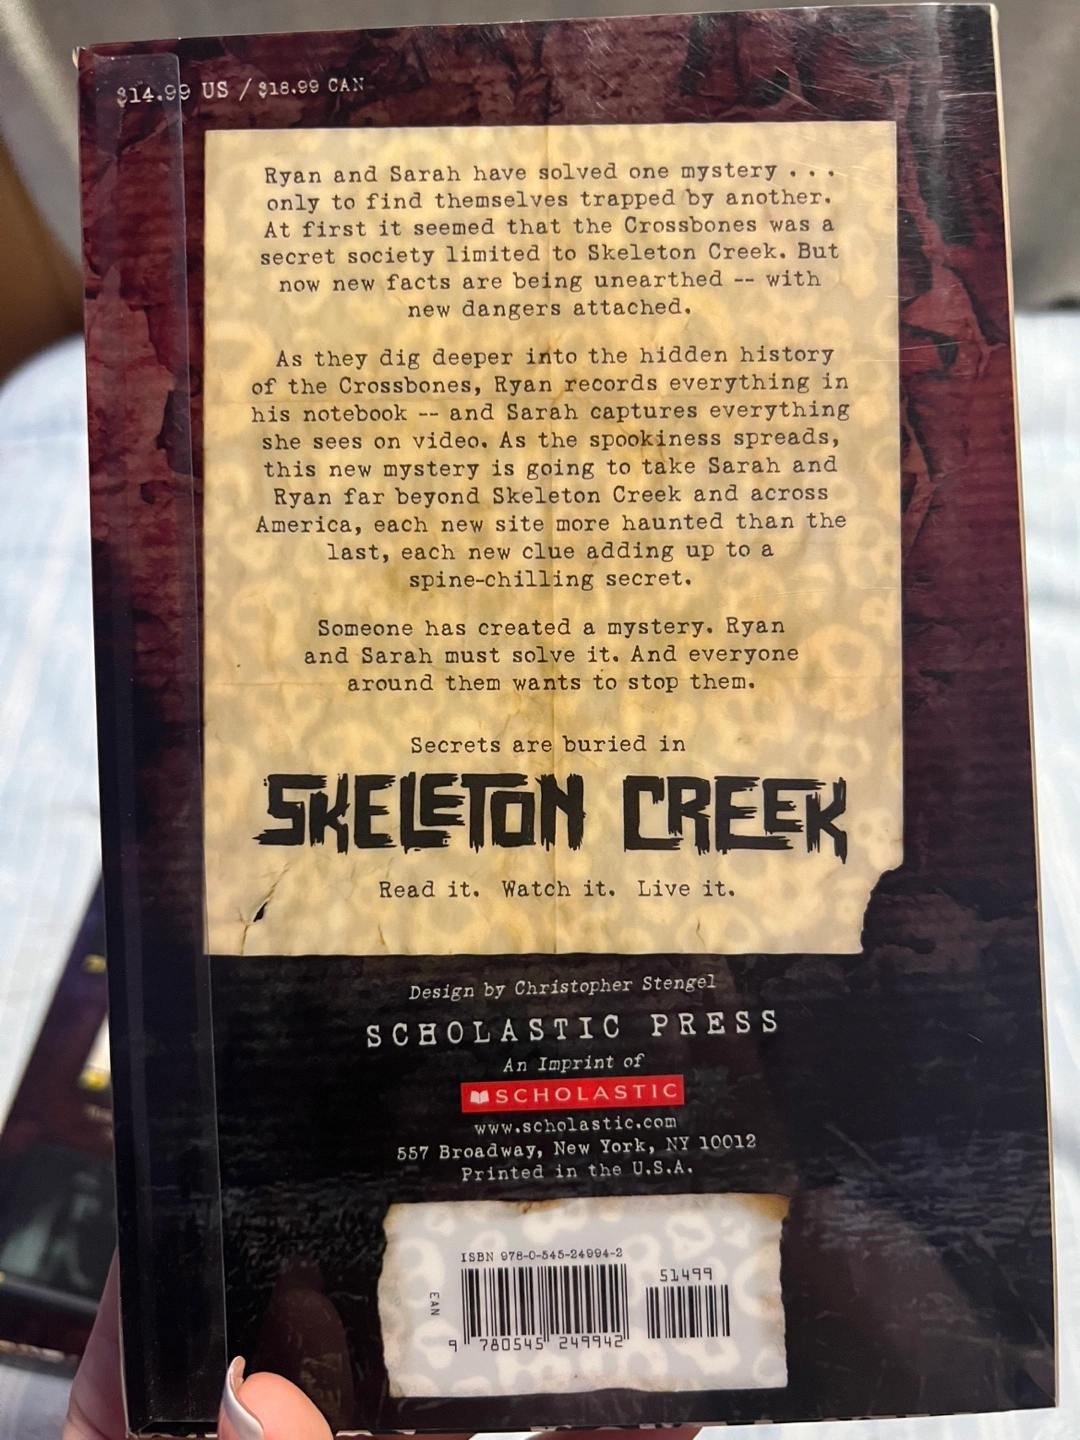 $14.99 US / $18.99 CAN
Ryan and Sarah have solved one mystery . . .
only to find themselves trapped by another.
At first it seemed that the Crossbones was a
secret society limited to Skeleton Creek. But
now new facts are being unearthed -- with
new dangers attached.
As they dig deeper into the hidden history
of the Crossbones, Ryan records everything in
his notebook -- and Sarah captures everything
she sees on video. As the spookiness spreads,
this new mystery is going to take Sarah and
Ryan far beyond Skeleton Creek and across
America, each new site more haunted than the
last, each new clue adding up to a
spine-chilling secret.
Someone has created a mystery. Ryan
and Sarah must solve it. And everyone
around them wants to stop them.
Secrets are buried in
SKELETON CREEK
Read it. Watch it. Live it.
Design by Christopher Stengel
SCHOLASTIC PRESS
An Imprint of
SCHOLASTIC
www.scholastic.com
557 Broadway, New York, NY 10012
Printed in the U.S.A.
ISBN 978-0-545-24994-2
51499
EAN
9 780545 249942